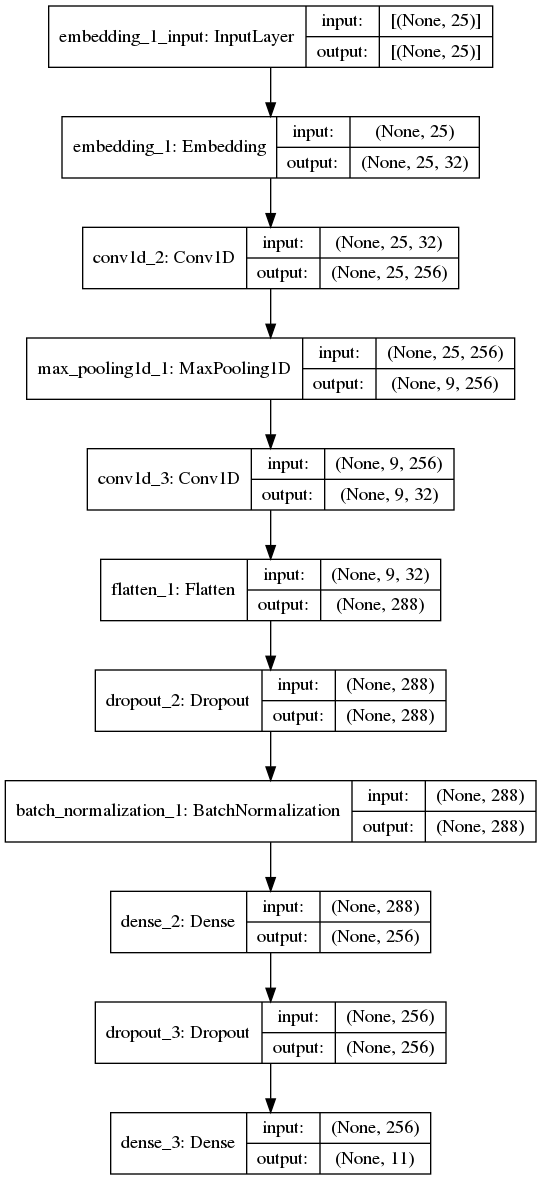 embedding_1_input: InputLayer
input: [(None, 25)]
output: [(None, 25)]
embedding_1: Embedding
input: (None, 25)
output: (None, 25, 32)
conv1d_2: Conv1D
input: (None, 25, 32)
output: (None, 25, 256)
max_pooling1d_1: MaxPooling1D
input: (None, 25, 256)
output: (None, 9, 256)
conv1d_3: Conv1D
input: (None, 9, 256)
output: (None, 9, 32)
flatten_1: Flatten
input: (None, 9, 32)
output: (None, 288)
dropout_2: Dropout
input: (None, 288)
output: (None, 288)
batch_normalization_1: BatchNormalization
input: (None, 288)
output: (None, 288)
dense_2: Dense
input: (None, 288)
output: (None, 256)
dropout_3: Dropout
input: (None, 256)
output: (None, 256)
dense_3: Dense
input: (None, 256)
output: (None, 11)